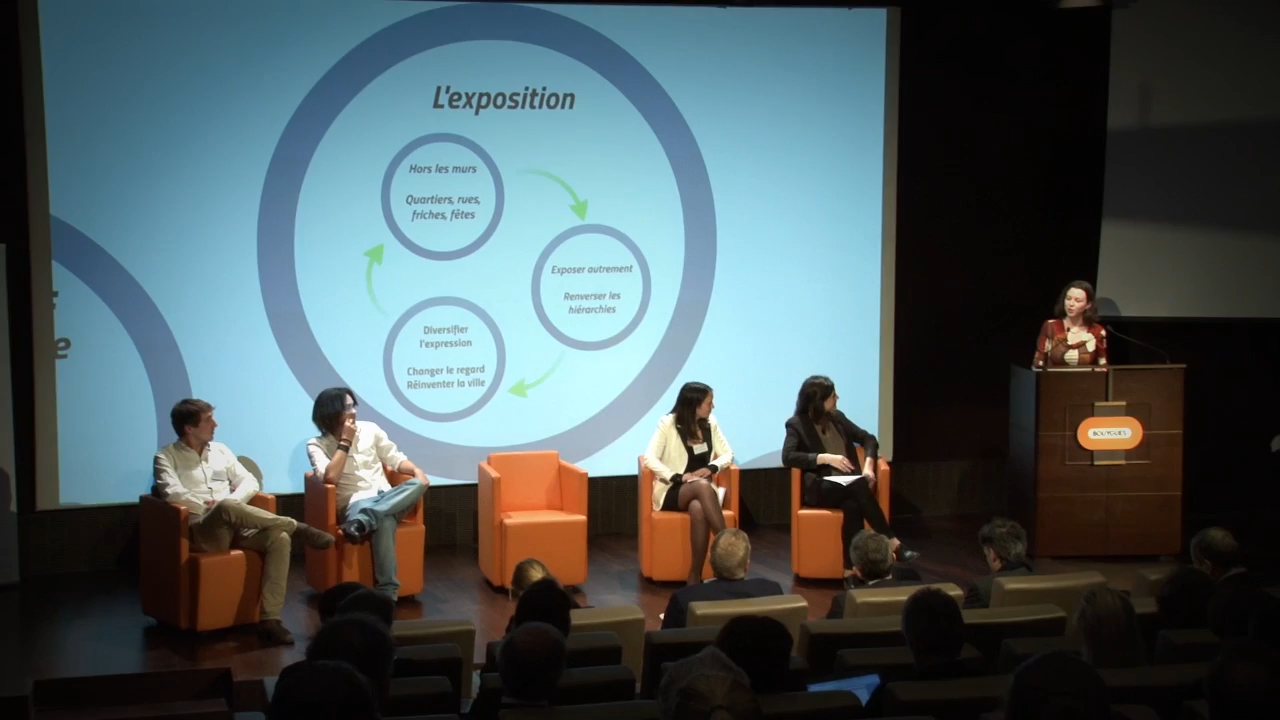 L'exposition
Hors les murs
Quartiers, rues,
friches, fêtes
Exposer autrement
Renverser les
hiérarchies
Diversifier
l'expression
Changer le regard
Réinventer la ville
e
BOUYGUES